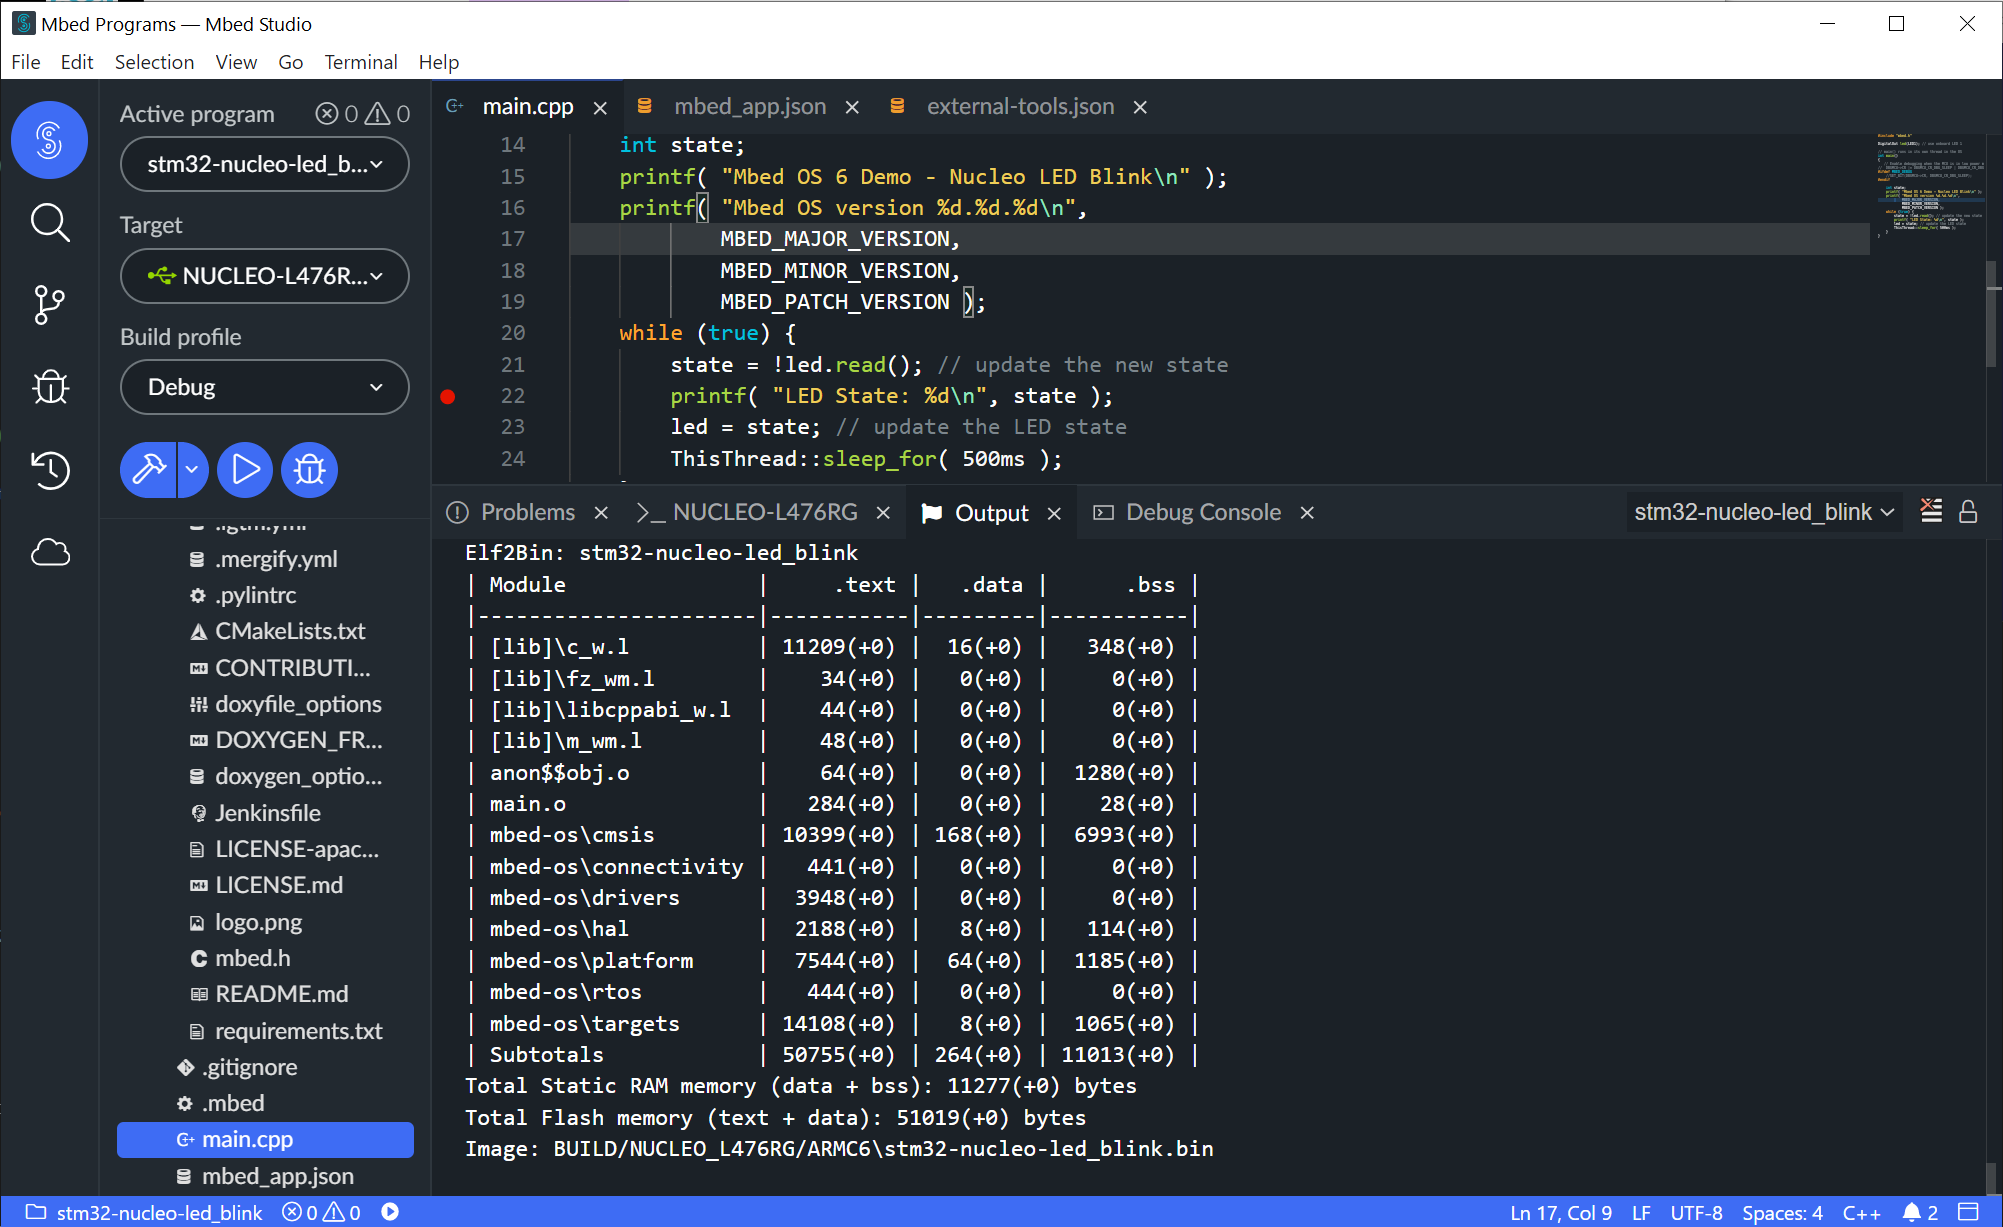 Mbed Programs — Mbed Studio
File Edit Selection View Go Terminal Help
Active program 0 0
stm32-nucleo-led_b...
Target
NUCLEO-L476R...
Build profile
Debug
.mergify.yml
.pylintrc
CMakeLists.txt
CONTRIBUTI...
doxyfile_options
DOXYGEN_FR...
doxygen_optio...
Jenkinsfile
LICENSE-apac...
LICENSE.md
logo.png
mbed.h
README.md
requirements.txt
.gitignore
.mbed
main.cpp
mbed_app.json
main.cpp mbed_app.json external-tools.json
14 int state;
15 printf( "Mbed OS 6 Demo - Nucleo LED Blink\n" );
16 printf( "Mbed OS version %d.%d.%d\n",
17 MBED_MAJOR_VERSION,
18 MBED_MINOR_VERSION,
19 MBED_PATCH_VERSION );
20 while (true) {
21 state = !led.read(); // update the new state
22 printf( "LED State: %d\n", state );
23 led = state; // update the LED state
24 ThisThread::sleep_for( 500ms );
Problems >_ NUCLEO-L476RG Output Debug Console stm32-nucleo-led_blink
Elf2Bin: stm32-nucleo-led_blink
| Module | .text | .data | .bss |
|----------------------|-----------|---------|-----------|
| [lib]\c_w.l | 11209(+0) | 16(+0) | 348(+0) |
| [lib]\fz_wm.l | 34(+0) | 0(+0) | 0(+0) |
| [lib]\libcppabi_w.l | 44(+0) | 0(+0) | 0(+0) |
| [lib]\m_wm.l | 48(+0) | 0(+0) | 0(+0) |
| anon$$obj.o | 64(+0) | 0(+0) | 1280(+0) |
| main.o | 284(+0) | 0(+0) | 28(+0) |
| mbed-os\cmsis | 10399(+0) | 168(+0) | 6993(+0) |
| mbed-os\connectivity | 441(+0) | 0(+0) | 0(+0) |
| mbed-os\drivers | 3948(+0) | 0(+0) | 0(+0) |
| mbed-os\hal | 2188(+0) | 8(+0) | 114(+0) |
| mbed-os\platform | 7544(+0) | 64(+0) | 1185(+0) |
| mbed-os\rtos | 444(+0) | 0(+0) | 0(+0) |
| mbed-os\targets | 14108(+0) | 8(+0) | 1065(+0) |
| Subtotals | 50755(+0) | 264(+0) | 11013(+0) |
Total Static RAM memory (data + bss): 11277(+0) bytes
Total Flash memory (text + data): 51019(+0) bytes
Image: BUILD/NUCLEO_L476RG/ARMC6\stm32-nucleo-led_blink.bin
stm32-nucleo-led_blink 0 0 Ln 17, Col 9 LF UTF-8 Spaces: 4 C++ 2